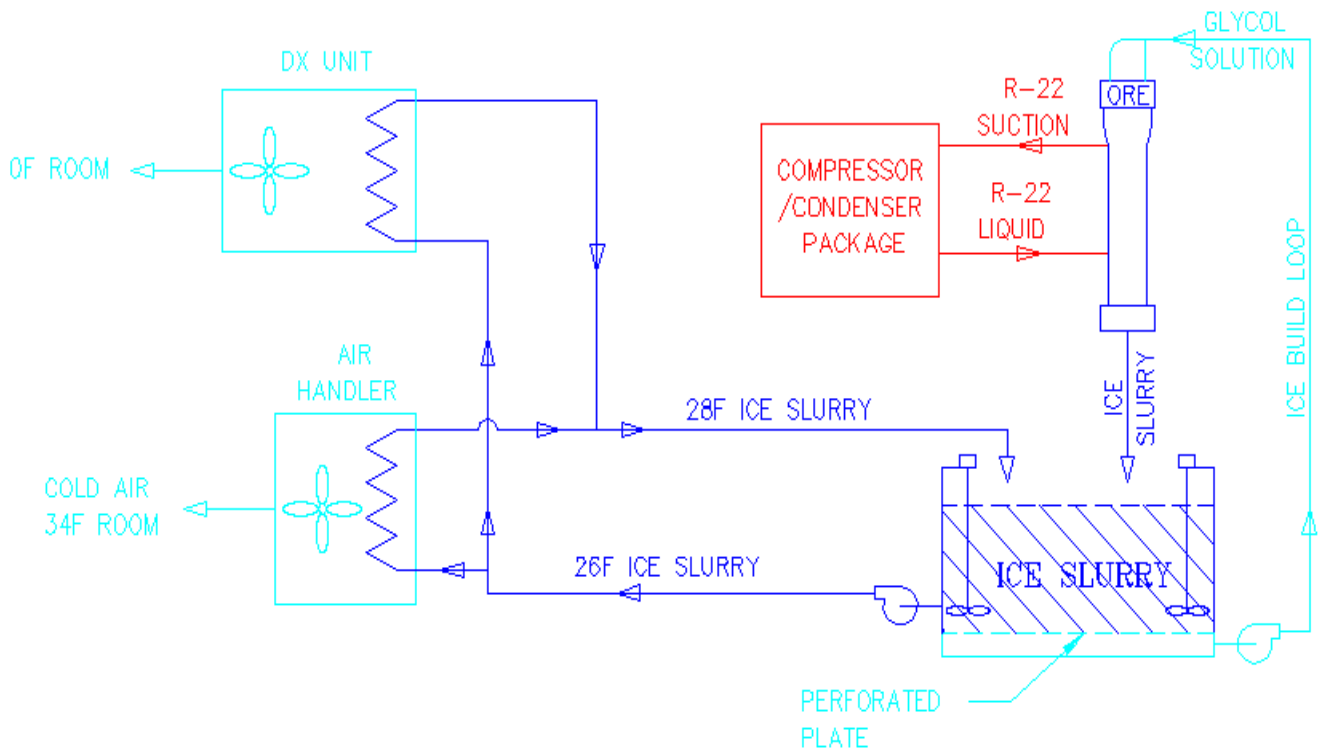 DX UNIT
0F ROOM
AIR
HANDLER
COLD AIR
34F ROOM
28F ICE SLURRY
26F ICE SLURRY
COMPRESSOR
/CONDENSER
PACKAGE
R-22
SUCTION
R-22
LIQUID
ORE
GLYCOL
SOLUTION
ICE BUILD LOOP
ICE
SLURRY
ICE SLURRY
PERFORATED
PLATE